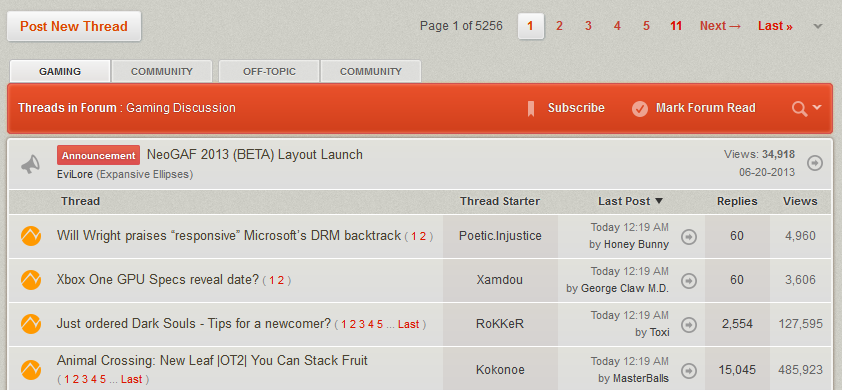 Post New Thread
Page 1 of 5256 1 2 3 4 5 11 Next → Last »
GAMING COMMUNITY OFF-TOPIC COMMUNITY
Threads in Forum : Gaming Discussion Subscribe Mark Forum Read
Announcement NeoGAF 2013 (BETA) Layout Launch Views: 34,918
EviLore (Expansive Ellipses) 06-20-2013
Thread Thread Starter Last Post ▼ Replies Views
Will Wright praises “responsive” Microsoft's DRM backtrack ( 1 2 ) Poetic.Injustice Today 12:19 AM 60 4,960
by Honey Bunny
Xbox One GPU Specs reveal date? ( 1 2 ) Xamdou Today 12:19 AM 60 3,606
by George Claw M.D.
Just ordered Dark Souls - Tips for a newcomer? ( 1 2 3 4 5 ... Last ) RoKKeR Today 12:19 AM 2,554 127,595
by Toxi
Animal Crossing: New Leaf |OT2| You Can Stack Fruit Kokonoe Today 12:19 AM 15,045 485,923
( 1 2 3 4 5 ... Last ) by MasterBalls